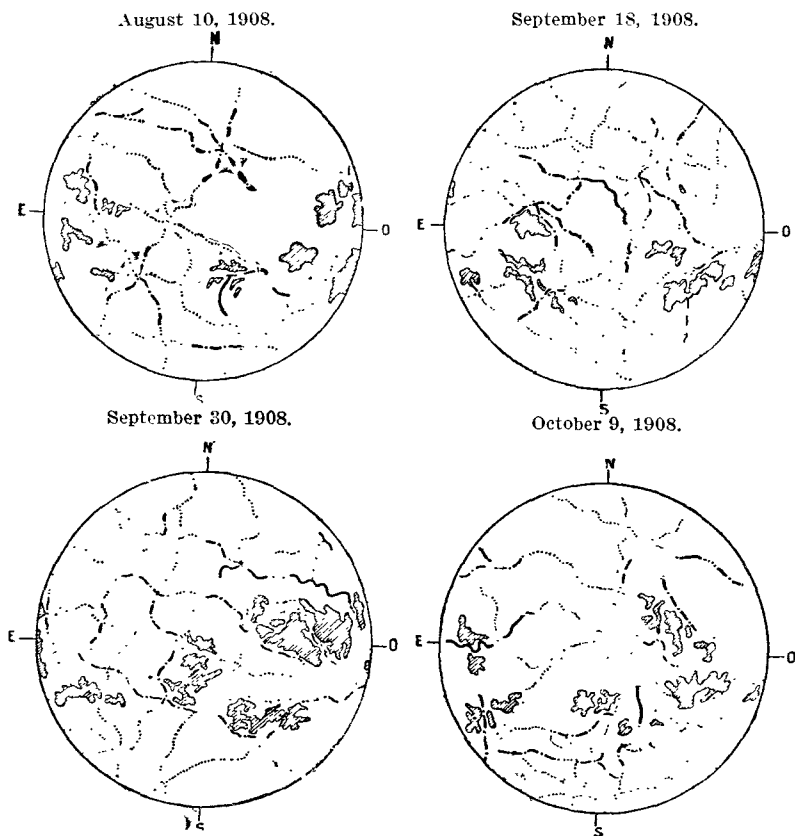 August 10, 1908.
N
E
O
S
September 18, 1908.
N
E
O
S
September 30, 1908.
N
E
O
S
October 9, 1908.
N
E
O
S